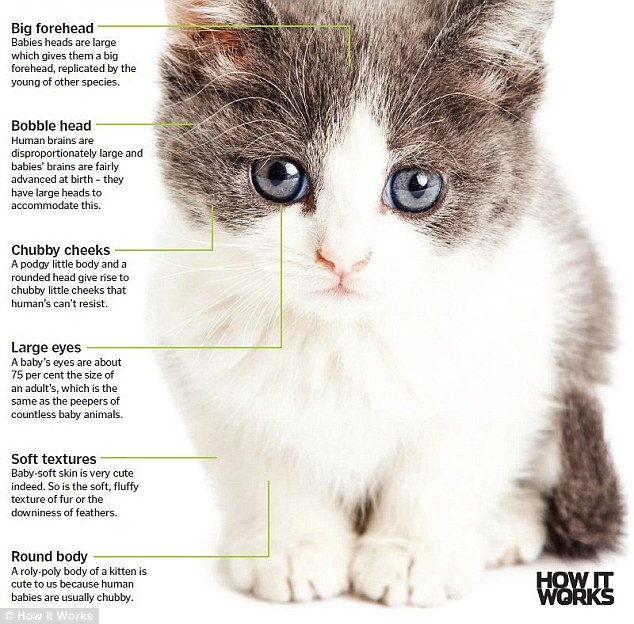 Big forehead
Babies heads are large
which gives them a big
forehead, replicated by the
young of other species.
Bobble head
Human brains are
disproportionately large and
babies' brains are fairly
advanced at birth – they
have large heads to
accommodate this.
Chubby cheeks
A podgy little body and a
rounded head give rise to
chubby little cheeks that
human's can't resist.
Large eyes
A baby's eyes are about
75 per cent the size of
an adult's, which is the
same as the peepers of
countless baby animals.
Soft textures
Baby-soft skin is very cute
indeed. So is the soft, fluffy
texture of fur or the
downiness of feathers.
Round body
A roly-poly body of a kitten is
cute to us because human
babies are usually chubby.
HOW IT
WORKS
© How It Works